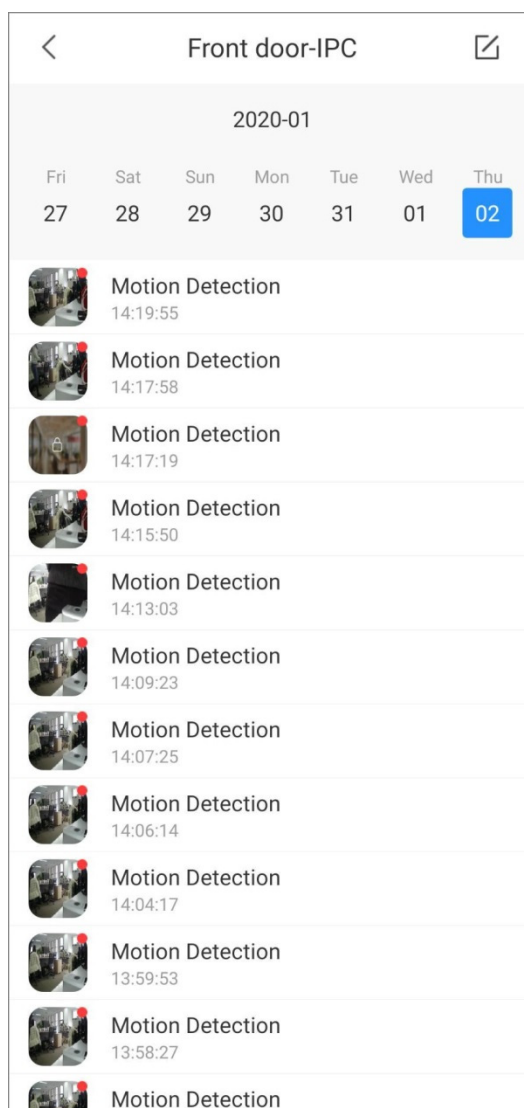 Front door-IPC
2020-01
Fri Sat Sun Mon Tue Wed Thu
27 28 29 30 31 01 02
Motion Detection
14:19:55
Motion Detection
14:17:58
Motion Detection
14:17:19
Motion Detection
14:15:50
Motion Detection
14:13:03
Motion Detection
14:09:23
Motion Detection
14:07:25
Motion Detection
14:06:14
Motion Detection
14:04:17
Motion Detection
13:59:53
Motion Detection
13:58:27
Motion Detection